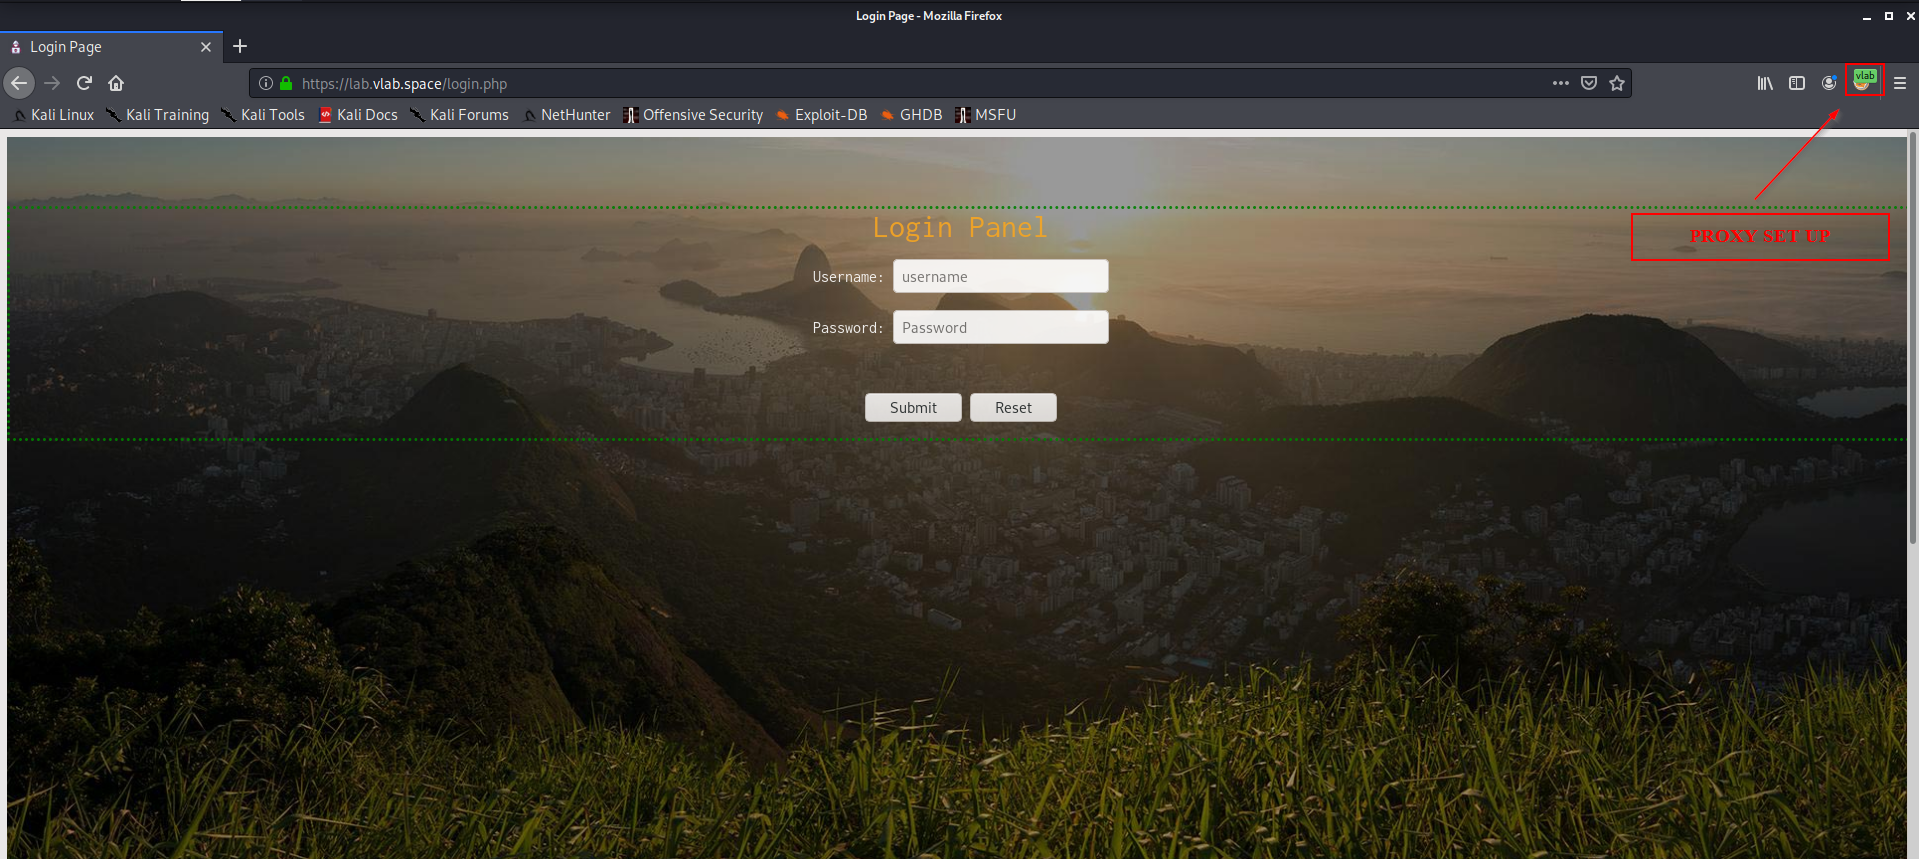 Login Page - Mozilla Firefox
Login Page
https://lab.vlab.space/login.php
vlab
Kali Linux Kali Training Kali Tools Kali Docs Kali Forums NetHunter Offensive Security Exploit-DB GHDB MSFU
Login Panel
PROXY SET UP
Username: username
Password: Password
Submit Reset